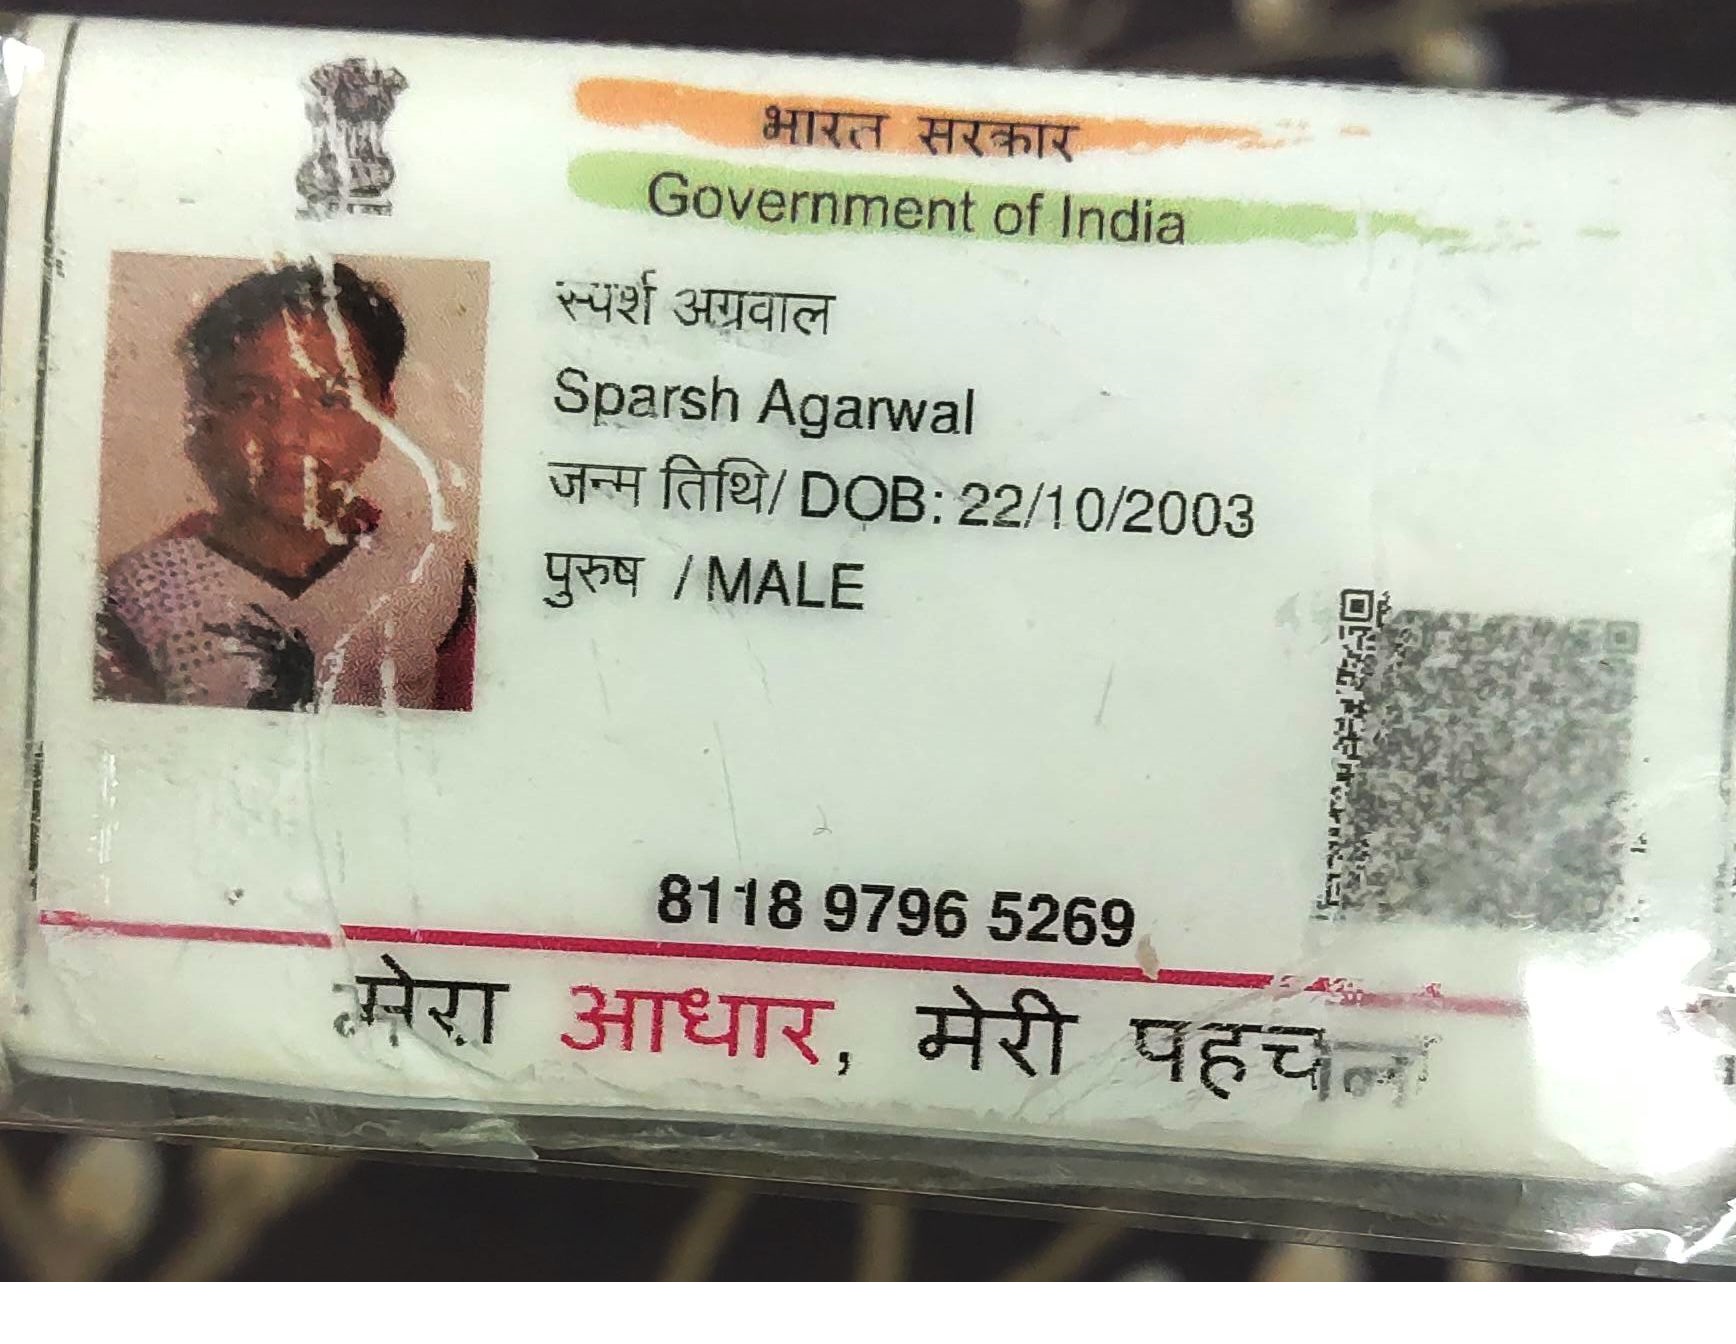 भारत सरकार
Government of India
स्पर्श अग्रवाल
Sparsh Agarwal
जन्म तिथि/ DOB: 22/10/2003
पुरुष / MALE
8118 9796 5269
मेरा आधार, मेरी पहचान